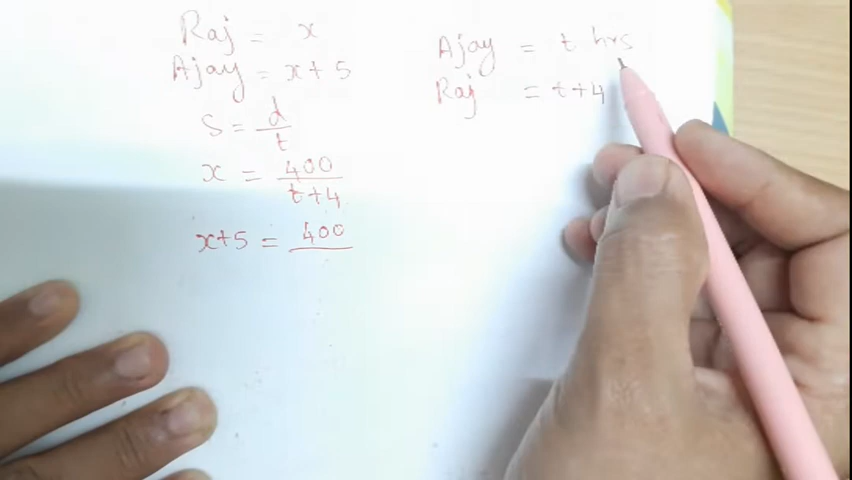 Raj = x
Ajay = x+5
S = d/t
x = 400/t+4
x+5 = 400/
Ajay = t hrs
Raj = t+4